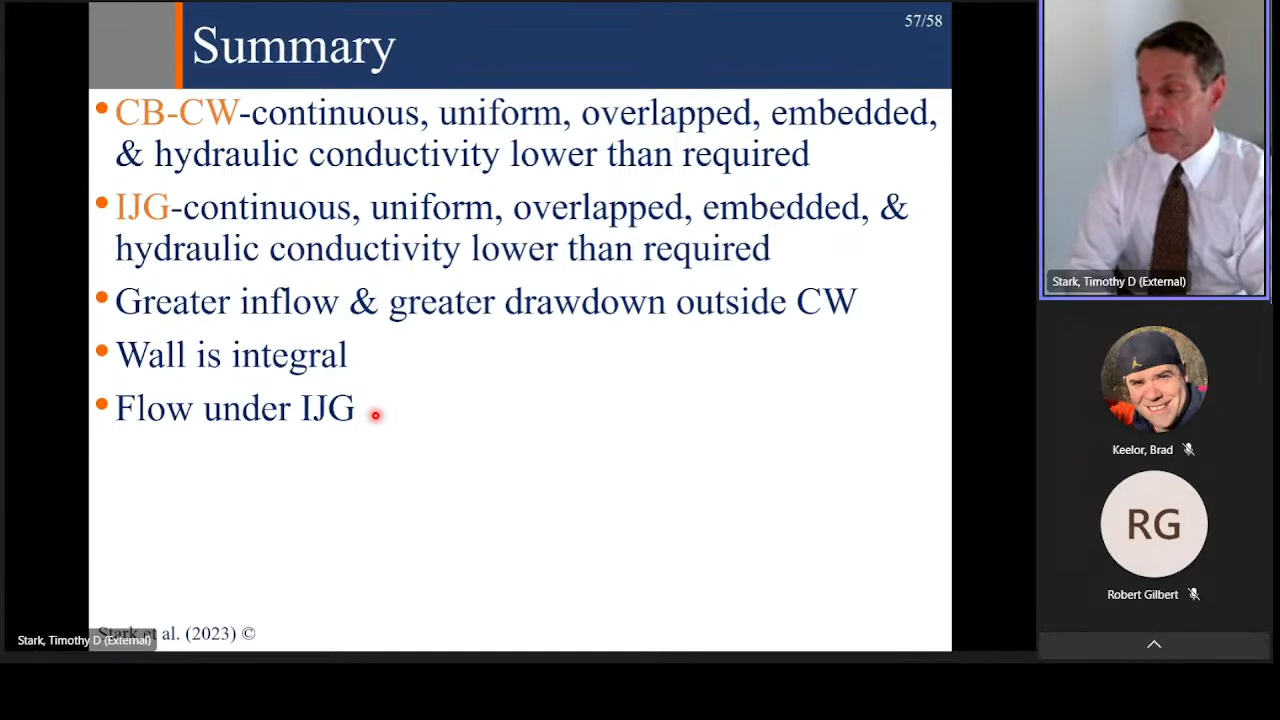 57/58
Summary
• CB-CW-continuous, uniform, overlapped, embedded,
& hydraulic conductivity lower than required
• IJG-continuous, uniform, overlapped, embedded, &
hydraulic conductivity lower than required
• Greater inflow & greater drawdown outside CW
• Wall is integral
• Flow under IJG
Stark et al. (2023) ©
Stark, Timothy D (External)
Stark, Timothy D (External)
Keelor, Brad
RG
Robert Gilbert